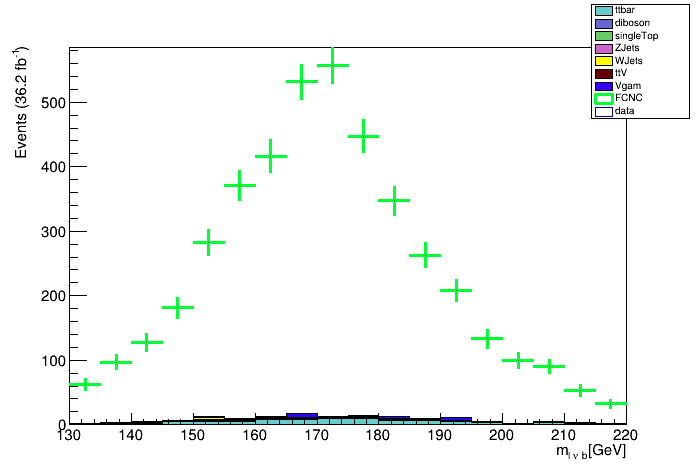 ttbar
diboson
singleTop
ZJets
WJets
ttV
Vgam
FCNC
data
Events (36.2 fb⁻¹)
500
400
300
200
100
0
130 140 150 160 170 180 190 200 210 220
m_{l ν b}[GeV]